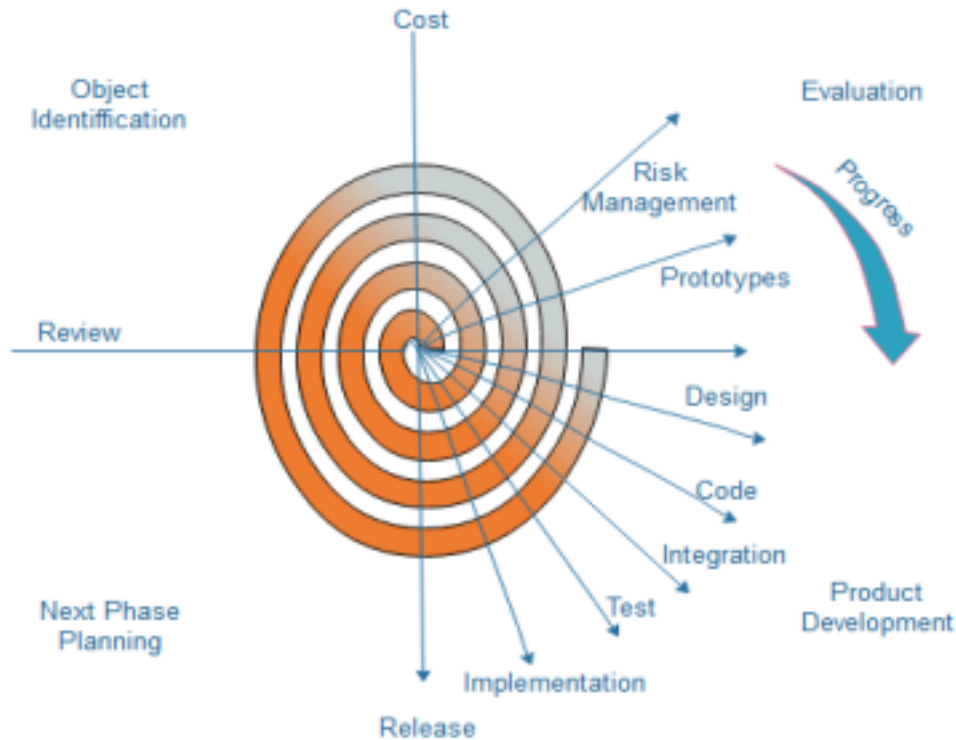 Cost
Object
Identiffication
Evaluation
Progress
Risk
Management
Prototypes
Review
Design
Code
Integration
Next Phase
Planning
Test
Product
Development
Implementation
Release